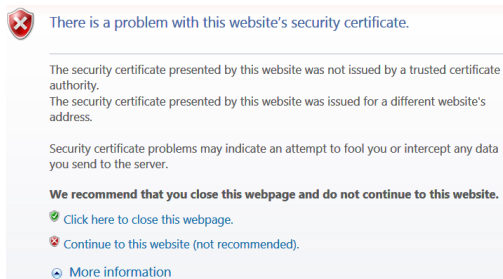 There is a problem with this website's security certificate.
The security certificate presented by this website was not issued by a trusted certificate
authority.
The security certificate presented by this website was issued for a different website's
address.
Security certificate problems may indicate an attempt to fool you or intercept any data
you send to the server.
We recommend that you close this webpage and do not continue to this website.
Click here to close this webpage.
Continue to this website (not recommended).
More information